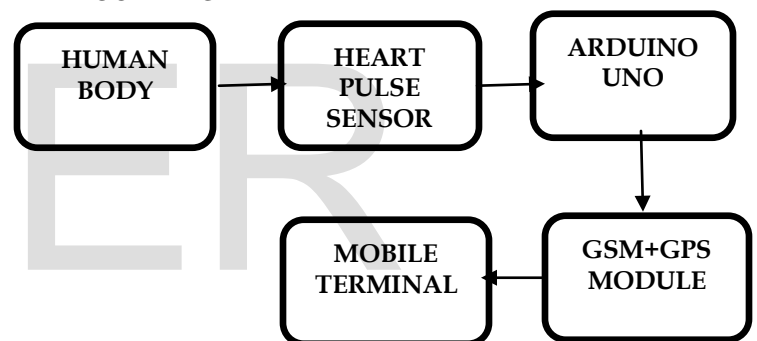 HUMAN
BODY
HEART
PULSE
SENSOR
ARDUINO
UNO
GSM+GPS
MODULE
MOBILE
TERMINAL
ER